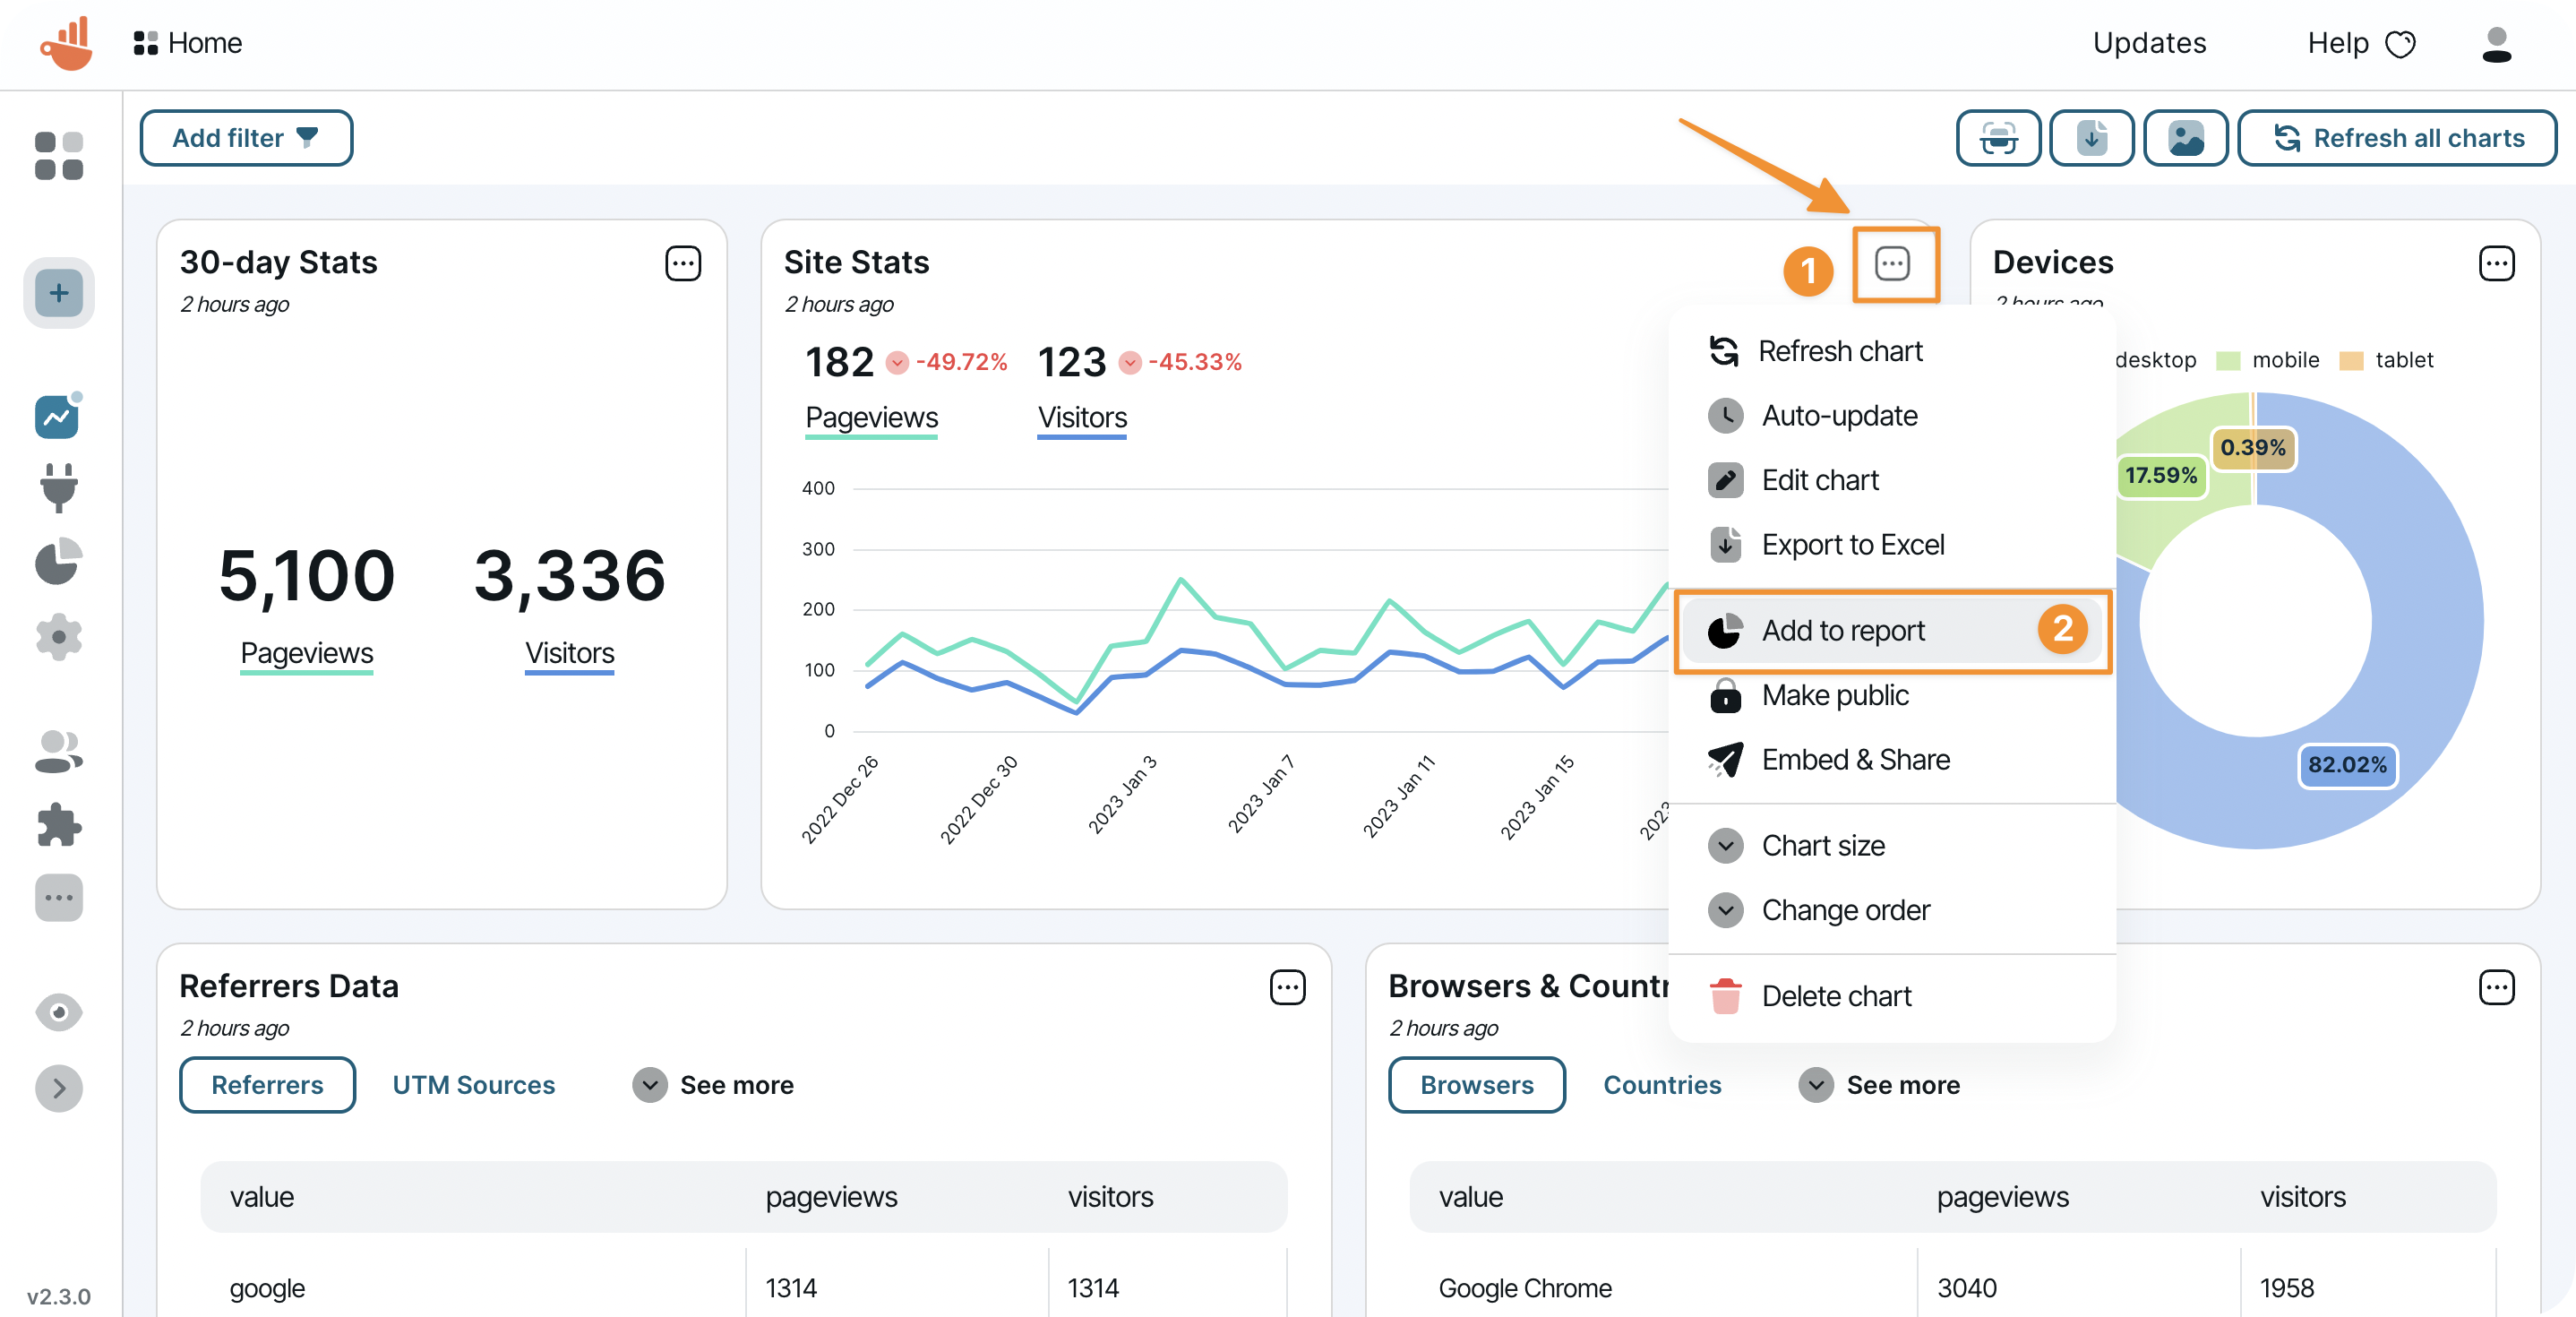 Home
Updates
Help
Add filter
Refresh all charts
30-day Stats
2 hours ago
5,100
Pageviews
3,336
Visitors
Site Stats
2 hours ago
182 -49.72%
Pageviews
123 -45.33%
Visitors
400
300
200
100
0
2022 Dec 26
2022 Dec 30
2023 Jan 3
2023 Jan 7
2023 Jan 11
2023 Jan 15
1
Refresh chart
Auto-update
Edit chart
Export to Excel
Add to report
2
Make public
Embed & Share
Chart size
Change order
Delete chart
Devices
2 hours ago
desktop
mobile
tablet
0.39%
17.59%
82.02%
Referrers Data
2 hours ago
Referrers
UTM Sources
See more
value pageviews visitors
google 1314 1314
Browsers & Countr
2 hours ago
Browsers
Countries
See more
value pageviews visitors
Google Chrome 3040 1958
v2.3.0